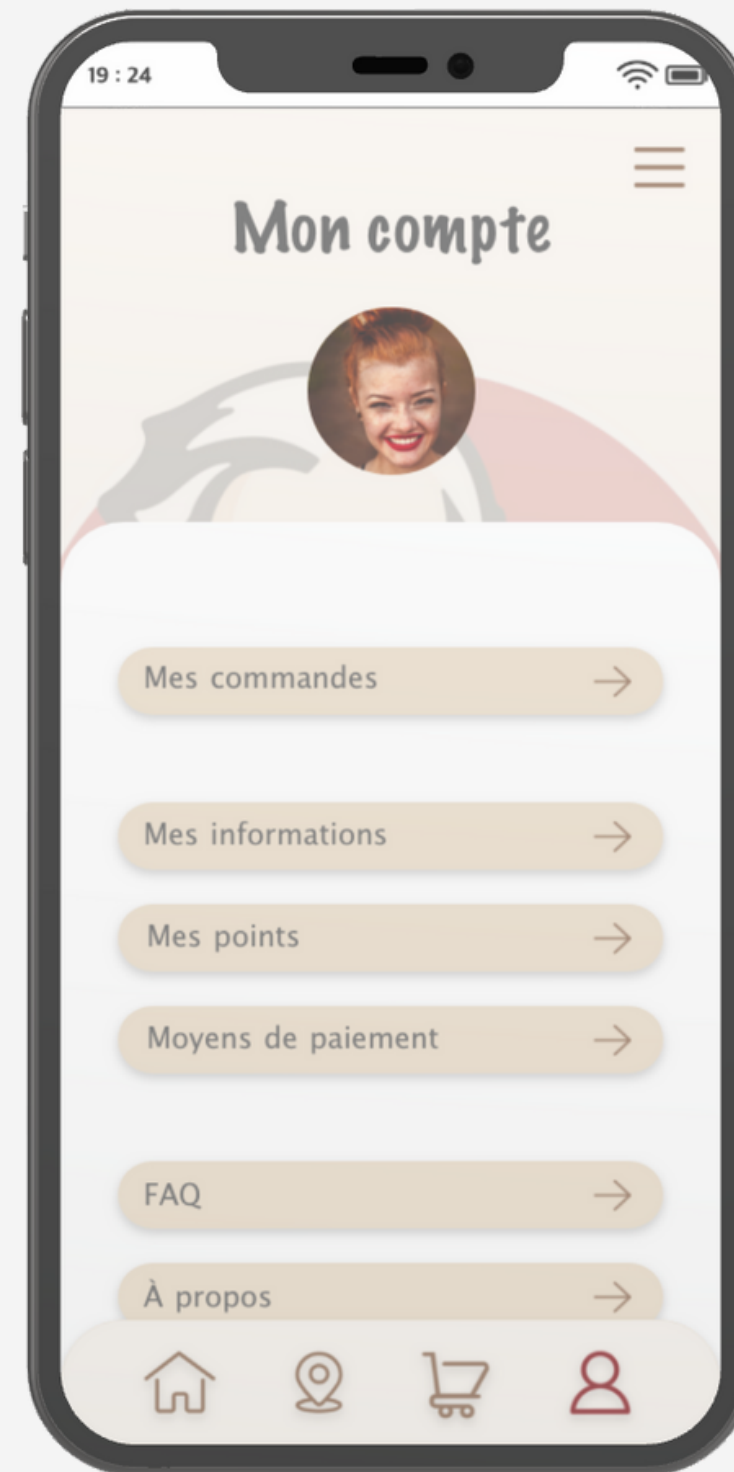 19 : 24
Mon compte
Mes commandes
Mes informations
Mes points
Moyens de paiement
FAQ
À propos